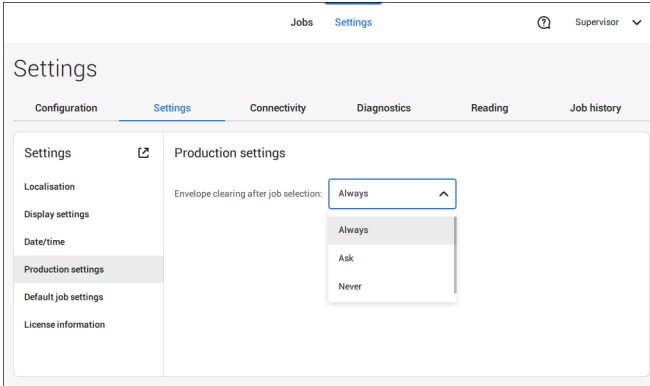 Jobs Settings Supervisor
Settings
Configuration Settings Connectivity Diagnostics Reading Job history
Settings
Localisation
Display settings
Date/time
Production settings
Default job settings
License information
Production settings
Envelope clearing after job selection: Always
Always
Ask
Never